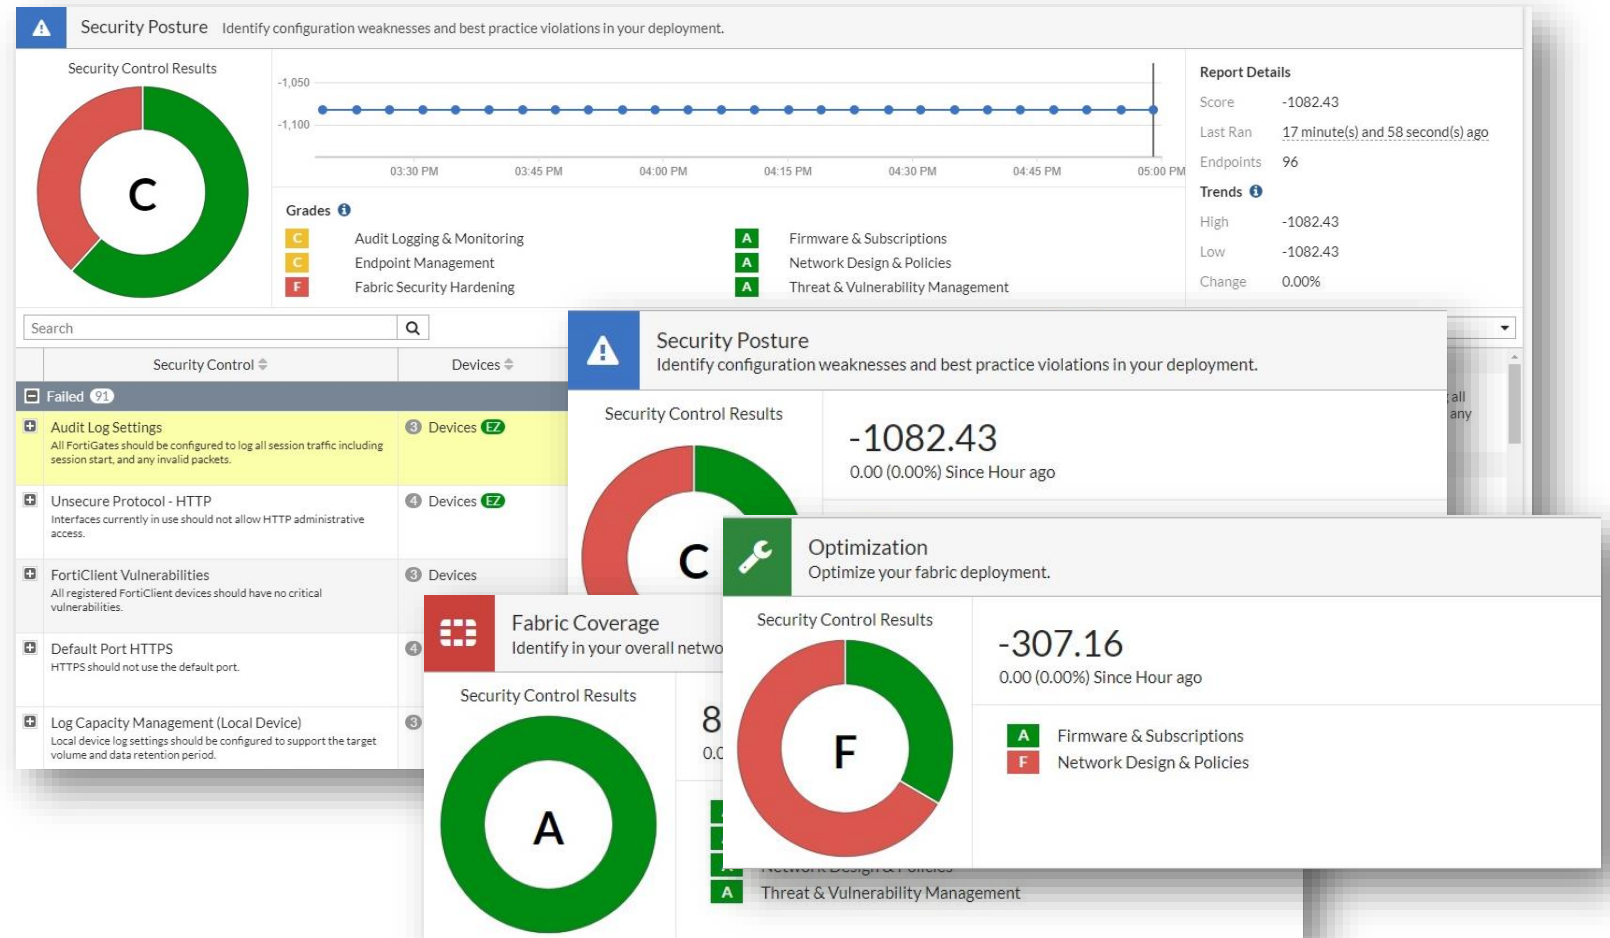 Security Posture Identify configuration weaknesses and best practice violations in your deployment.
Security Control Results
C
-1,050
-1,100
03:30 PM 03:45 PM 04:00 PM 04:15 PM 04:30 PM 04:45 PM 05:00 PM
Grades
C Audit Logging & Monitoring
C Endpoint Management
F Fabric Security Hardening
A Firmware & Subscriptions
A Network Design & Policies
A Threat & Vulnerability Management
Report Details
Score -1082.43
Last Ran 17 minute(s) and 58 second(s) ago
Endpoints 96
Trends
High -1082.43
Low -1082.43
Change 0.00%
Search
Security Control Devices
Failed 91
Audit Log Settings
All FortiGates should be configured to log all session traffic including
session start, and any invalid packets.
3 Devices EZ
Unsecure Protocol - HTTP
Interfaces currently in use should not allow HTTP administrative
access.
4 Devices EZ
FortiClient Vulnerabilities
All registered FortiClient devices should have no critical
vulnerabilities.
3 Devices
Default Port HTTPS
HTTPS should not use the default port.
4
Log Capacity Management (Local Device)
Local device log settings should be configured to support the target
volume and data retention period.
3
all
any
Security Posture
Identify configuration weaknesses and best practice violations in your deployment.
Security Control Results
C
-1082.43
0.00 (0.00%) Since Hour ago
Fabric Coverage
Identify in your overall netwo
Security Control Results
A
8
0.0
A Network Design & Policies
A Threat & Vulnerability Management
Optimization
Optimize your fabric deployment.
Security Control Results
F
-307.16
0.00 (0.00%) Since Hour ago
A Firmware & Subscriptions
F Network Design & Policies